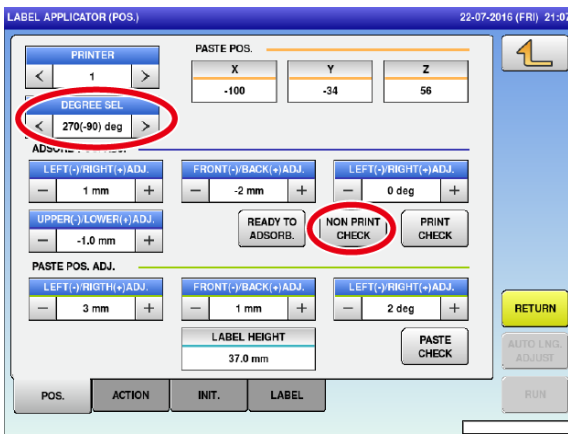 LABEL APPLICATOR (POS.) 22-07-2016 (FRI) 21:07
PRINTER
< 1 >
DEGREE SEL
< 270(-90) deg >
PASTE POS.
X Y Z
-100 -34 56
LEFT(-)/RIGHT(+)ADJ. FRONT(-)/BACK(+)ADJ. LEFT(-)/RIGHT(+)ADJ.
− 1 mm + − -2 mm + − 0 deg +
UPPER(-)/LOWER(+)ADJ.
− -1.0 mm +
READY TO
ADSORB.
NON PRINT
CHECK
PRINT
CHECK
PASTE POS. ADJ.
LEFT(-)/RIGTH(+)ADJ. FRONT(-)/BACK(+)ADJ. LEFT(-)/RIGHT(+)ADJ.
− 3 mm + − 1 mm + − 2 deg +
LABEL HEIGHT
37.0 mm
PASTE
CHECK
RETURN
AUTO LNG.
ADJUST
RUN
POS. ACTION INIT. LABEL